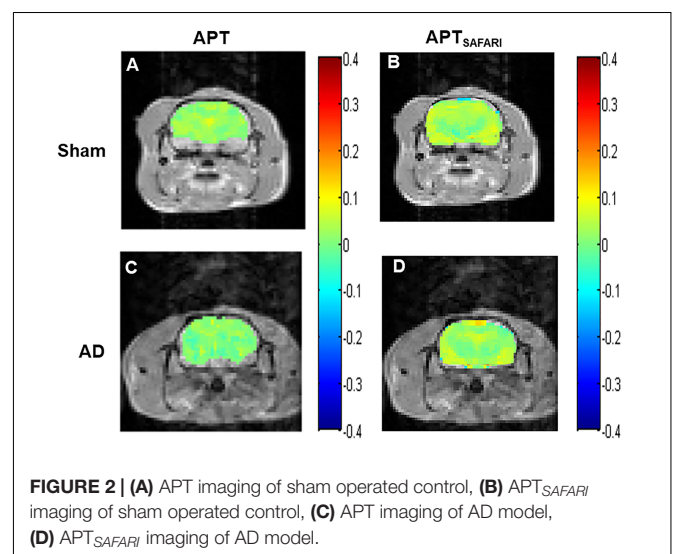 APT
APT_SAFARI
A
B
0.4
0.3
0.2
0.1
0
-0.1
-0.2
-0.3
-0.4
0.4
0.3
0.2
0.1
0
-0.1
-0.2
-0.3
-0.4
Sham
C
D
AD
FIGURE 2 | (A) APT imaging of sham operated control, (B) APT_SAFARI
imaging of sham operated control, (C) APT imaging of AD model,
(D) APT_SAFARI imaging of AD model.